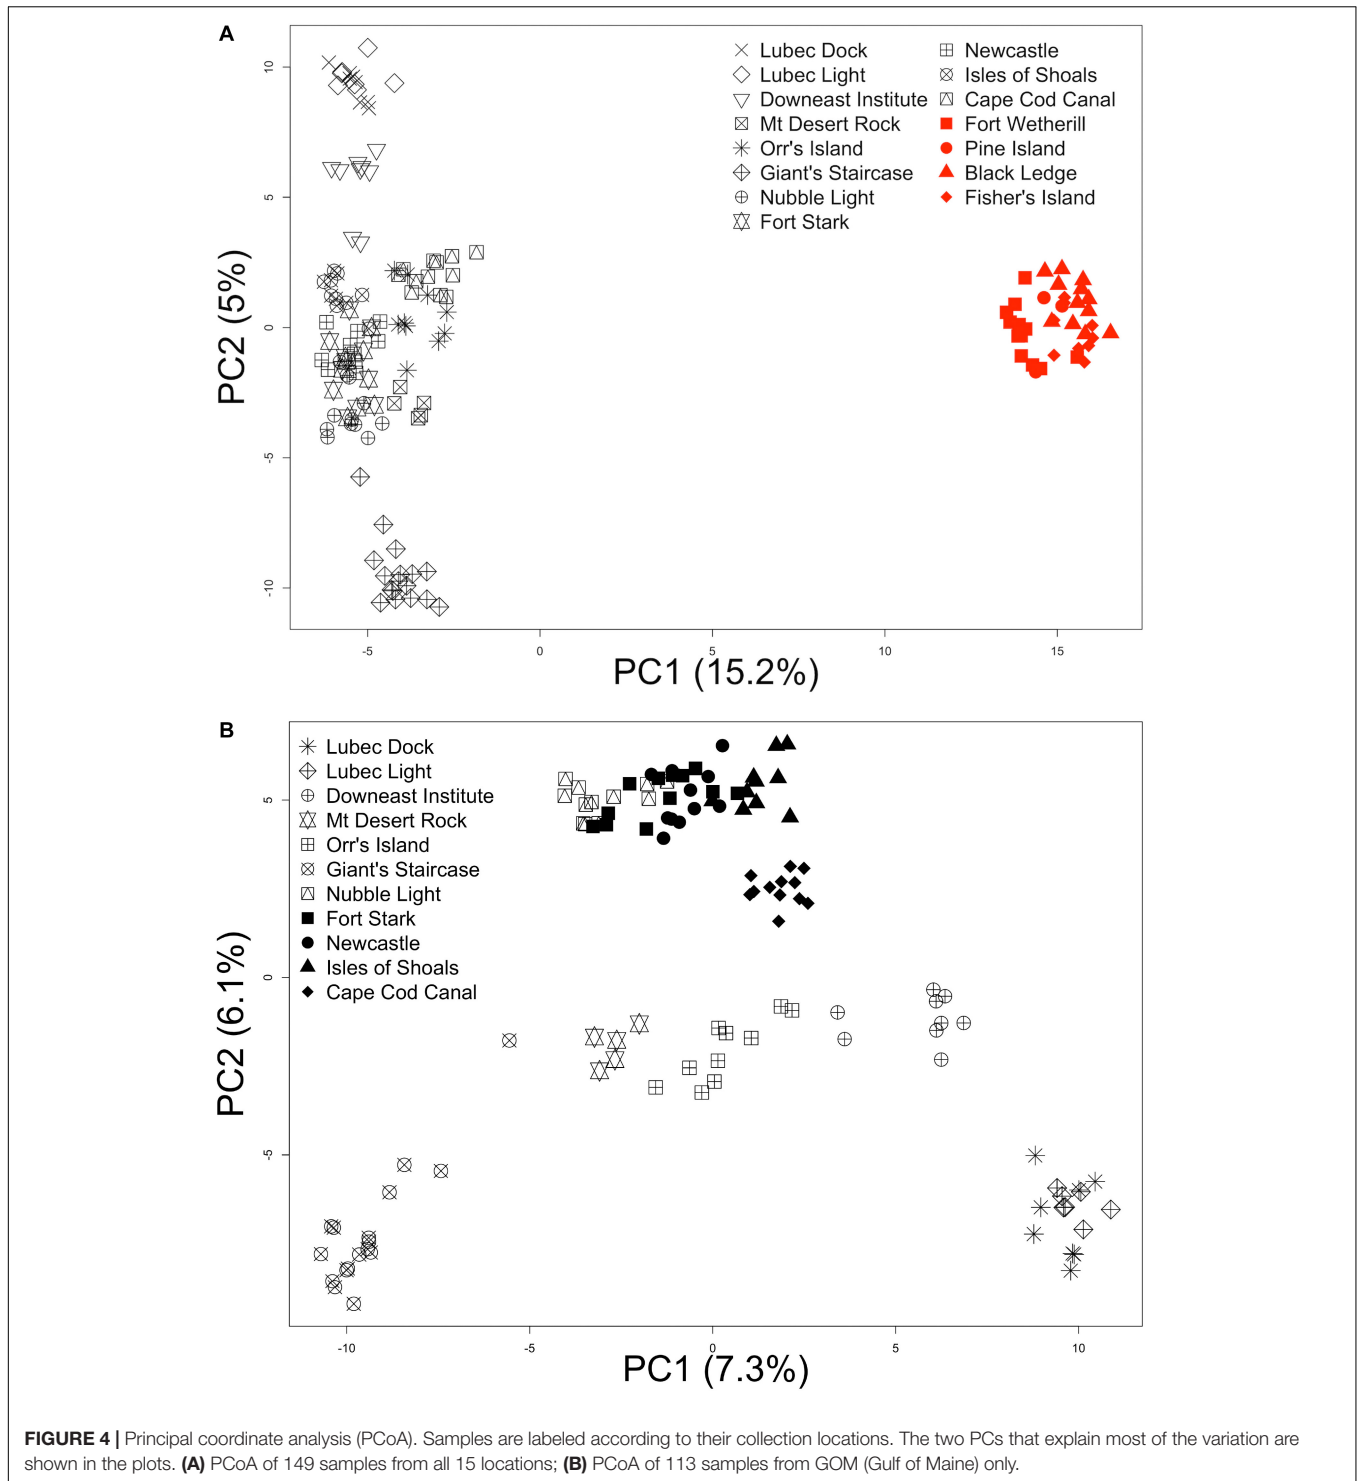 A
Lubec Dock
Lubec Light
Downeast Institute
Mt Desert Rock
Orr's Island
Giant's Staircase
Nubble Light
Fort Stark
Newcastle
Isles of Shoals
Cape Cod Canal
Fort Wetherill
Pine Island
Black Ledge
Fisher's Island
PC2 (5%)
10
5
0
-5
-10
-5
0
5
10
15
PC1 (15.2%)
B
Lubec Dock
Lubec Light
Downeast Institute
Mt Desert Rock
Orr's Island
Giant's Staircase
Nubble Light
Fort Stark
Newcastle
Isles of Shoals
Cape Cod Canal
PC2 (6.1%)
5
0
-5
-10
-5
0
5
10
PC1 (7.3%)
FIGURE 4 | Principal coordinate analysis (PCoA). Samples are labeled according to their collection locations. The two PCs that explain most of the variation are
shown in the plots. (A) PCoA of 149 samples from all 15 locations; (B) PCoA of 113 samples from GOM (Gulf of Maine) only.